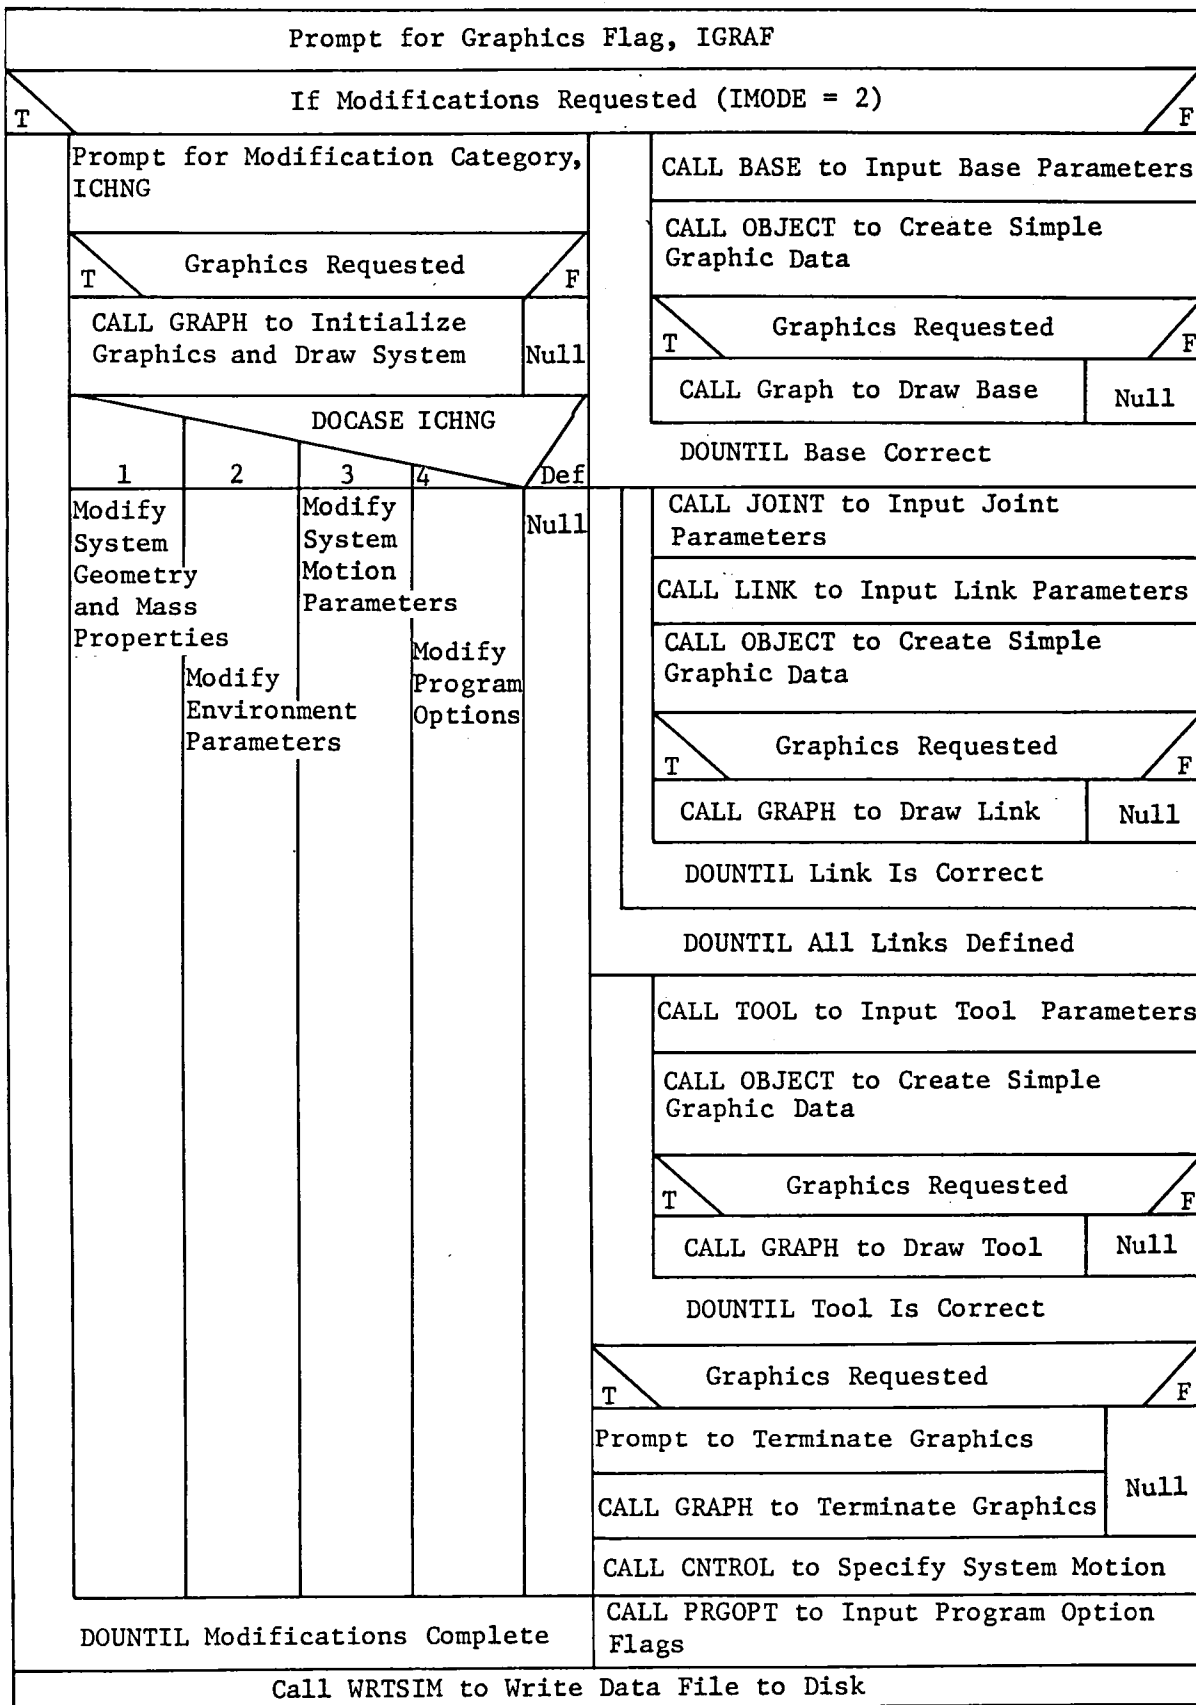 Prompt for Graphics Flag, IGRAF
If Modifications Requested (IMODE = 2)
T
F
Prompt for Modification Category,
ICHNG
Graphics Requested
T
F
CALL GRAPH to Initialize
Graphics and Draw System
Null
DOCASE ICHNG
1
2
3
4
Def
Modify
System
Geometry
and Mass
Properties
Modify
Environment
Parameters
Modify
System
Motion
Parameters
Modify
Program
Options
Null
DOUNTIL Modifications Complete
CALL BASE to Input Base Parameters
CALL OBJECT to Create Simple
Graphic Data
Graphics Requested
T
F
CALL Graph to Draw Base
Null
DOUNTIL Base Correct
CALL JOINT to Input Joint
Parameters
CALL LINK to Input Link Parameters
CALL OBJECT to Create Simple
Graphic Data
Graphics Requested
T
F
CALL GRAPH to Draw Link
Null
DOUNTIL Link Is Correct
DOUNTIL All Links Defined
CALL TOOL to Input Tool Parameters
CALL OBJECT to Create Simple
Graphic Data
Graphics Requested
T
F
CALL GRAPH to Draw Tool
Null
DOUNTIL Tool Is Correct
Graphics Requested
T
F
Prompt to Terminate Graphics
CALL GRAPH to Terminate Graphics
Null
CALL CNTROL to Specify System Motion
CALL PRGOPT to Input Program Option
Flags
Call WRTSIM to Write Data File to Disk